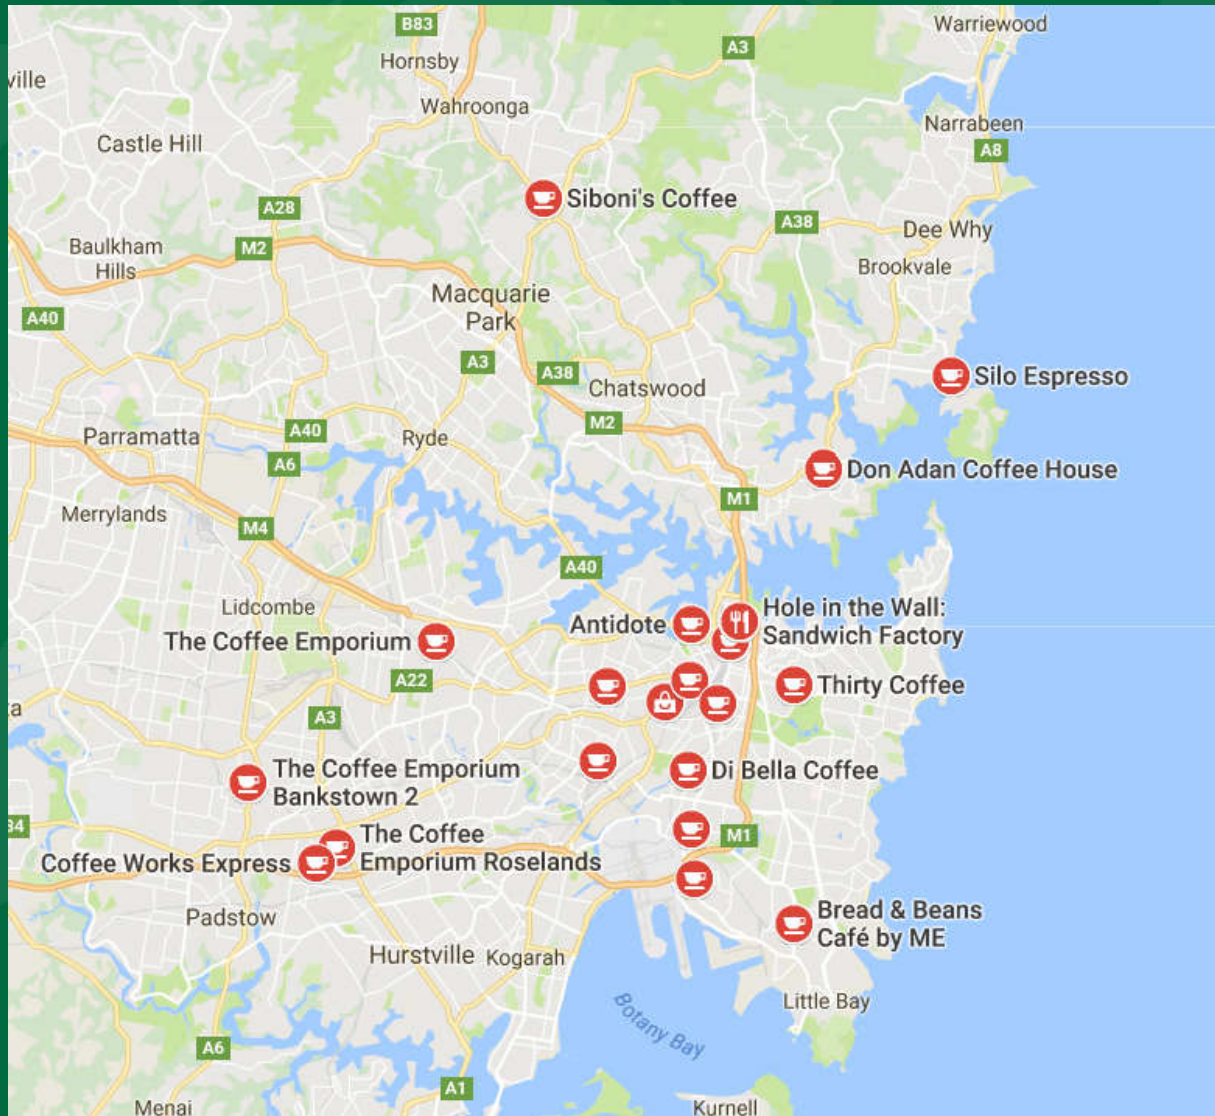 B83
Warriewood
A3
Hornsby
ville
Wahroonga
Narrabeen
Castle Hill
A8
Siboni's Coffee
A28
A38
Dee Why
Baulkham
Hills
M2
Brookvale
Macquarie
Park
A40
A3
A38
Chatswood
Silo Espresso
M2
A40
Parramatta
Ryde
A6
Don Adan Coffee House
M1
Merrylands
M4
A40
Lidcombe
Antidote
Hole in the Wall:
Sandwich Factory
The Coffee Emporium
A22
Thirty Coffee
a
A3
The Coffee Emporium
Bankstown 2
Di Bella Coffee
34
The Coffee
Emporium Roselands
M1
Coffee Works Express
Padstow
Bread & Beans
Café by ME
Hurstville
Kogarah
Little Bay
Botany Bay
A6
A1
Menai
Kurnell